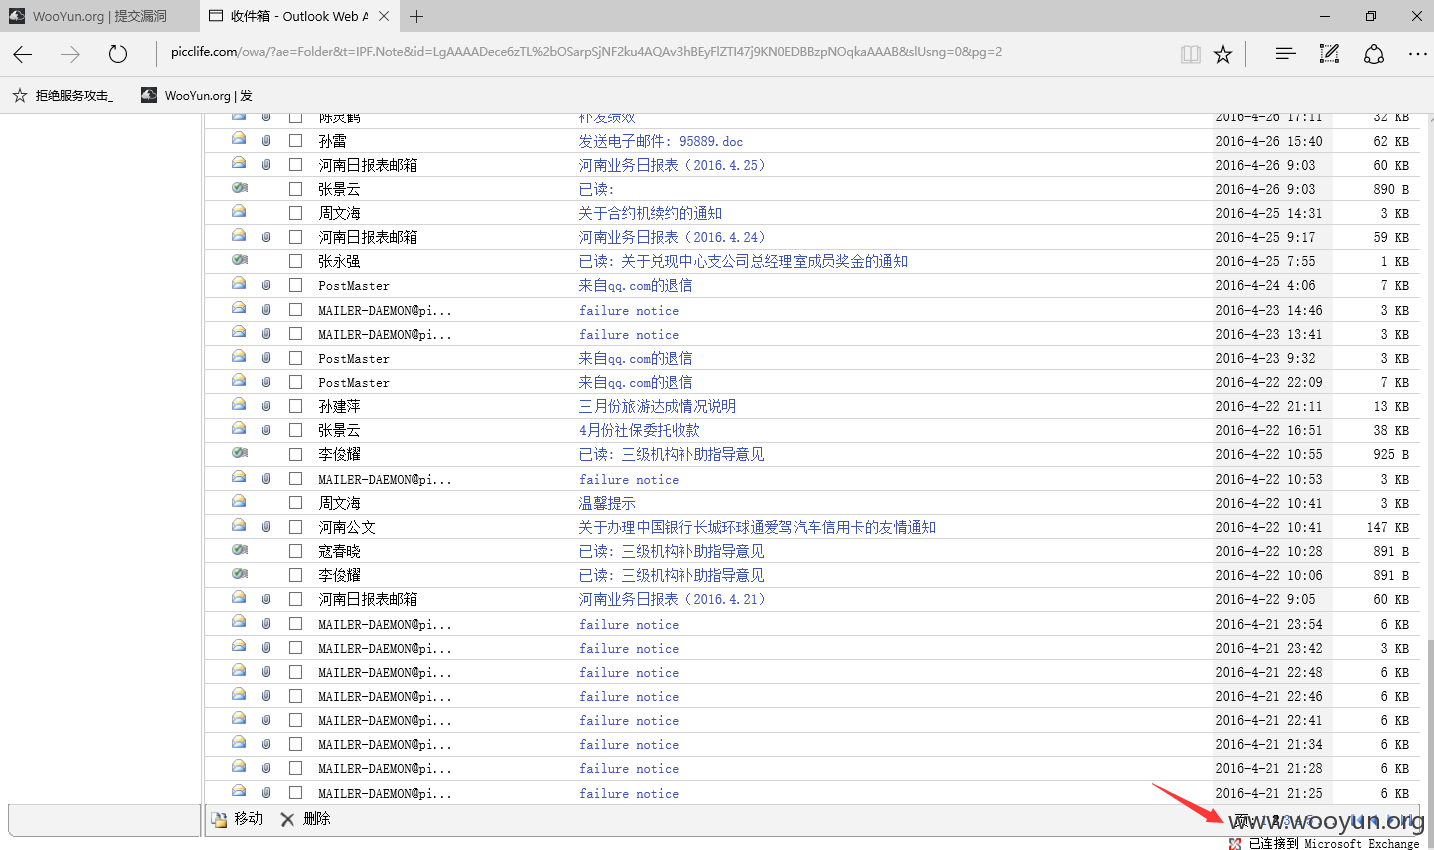 WooYun.org | 提交漏洞
收件箱 - Outlook Web A
picclife.com/owa/?ae=Folder&t=IPF.Note&id=LgAAAADece6zTL%2bOSarpSjNF2ku4AQAv3hBEyFlZTI47j9KN0EDBBzpNOqkaAAAB&slUsng=0&pg=2
拒绝服务攻击_ WooYun.org | 发
陈灵鹤 补发绩效 2016-4-26 17:11 32 KB
孙雷 发送电子邮件: 95889.doc 2016-4-26 15:40 62 KB
河南日报表邮箱 河南业务日报表（2016.4.25） 2016-4-26 9:03 60 KB
张景云 已读: 2016-4-26 9:03 890 B
周文海 关于合约机续约的通知 2016-4-25 14:31 3 KB
河南日报表邮箱 河南业务日报表（2016.4.24） 2016-4-25 9:17 59 KB
张永强 已读: 关于兑现中心支公司总经理室成员奖金的通知 2016-4-25 7:55 1 KB
PostMaster 来自qq.com的退信 2016-4-24 4:06 7 KB
MAILER-DAEMON@pi... failure notice 2016-4-23 14:46 3 KB
MAILER-DAEMON@pi... failure notice 2016-4-23 13:41 3 KB
PostMaster 来自qq.com的退信 2016-4-23 9:32 3 KB
PostMaster 来自qq.com的退信 2016-4-22 22:09 7 KB
孙建萍 三月份旅游达成情况说明 2016-4-22 21:11 13 KB
张景云 4月份社保委托收款 2016-4-22 16:51 38 KB
李俊耀 已读: 三级机构补助指导意见 2016-4-22 10:55 925 B
MAILER-DAEMON@pi... failure notice 2016-4-22 10:53 3 KB
周文海 温馨提示 2016-4-22 10:41 3 KB
河南公文 关于办理中国银行长城环球通爱驾汽车信用卡的友情通知 2016-4-22 10:41 147 KB
寇春晓 已读: 三级机构补助指导意见 2016-4-22 10:28 891 B
李俊耀 已读: 三级机构补助指导意见 2016-4-22 10:06 891 B
河南日报表邮箱 河南业务日报表（2016.4.21） 2016-4-22 9:05 60 KB
MAILER-DAEMON@pi... failure notice 2016-4-21 23:54 6 KB
MAILER-DAEMON@pi... failure notice 2016-4-21 23:42 3 KB
MAILER-DAEMON@pi... failure notice 2016-4-21 22:48 6 KB
MAILER-DAEMON@pi... failure notice 2016-4-21 22:46 6 KB
MAILER-DAEMON@pi... failure notice 2016-4-21 22:41 6 KB
MAILER-DAEMON@pi... failure notice 2016-4-21 21:34 6 KB
MAILER-DAEMON@pi... failure notice 2016-4-21 21:28 6 KB
MAILER-DAEMON@pi... failure notice 2016-4-21 21:25 6 KB
移动 删除
www.wooyun.org
已连接到 Microsoft Exchange